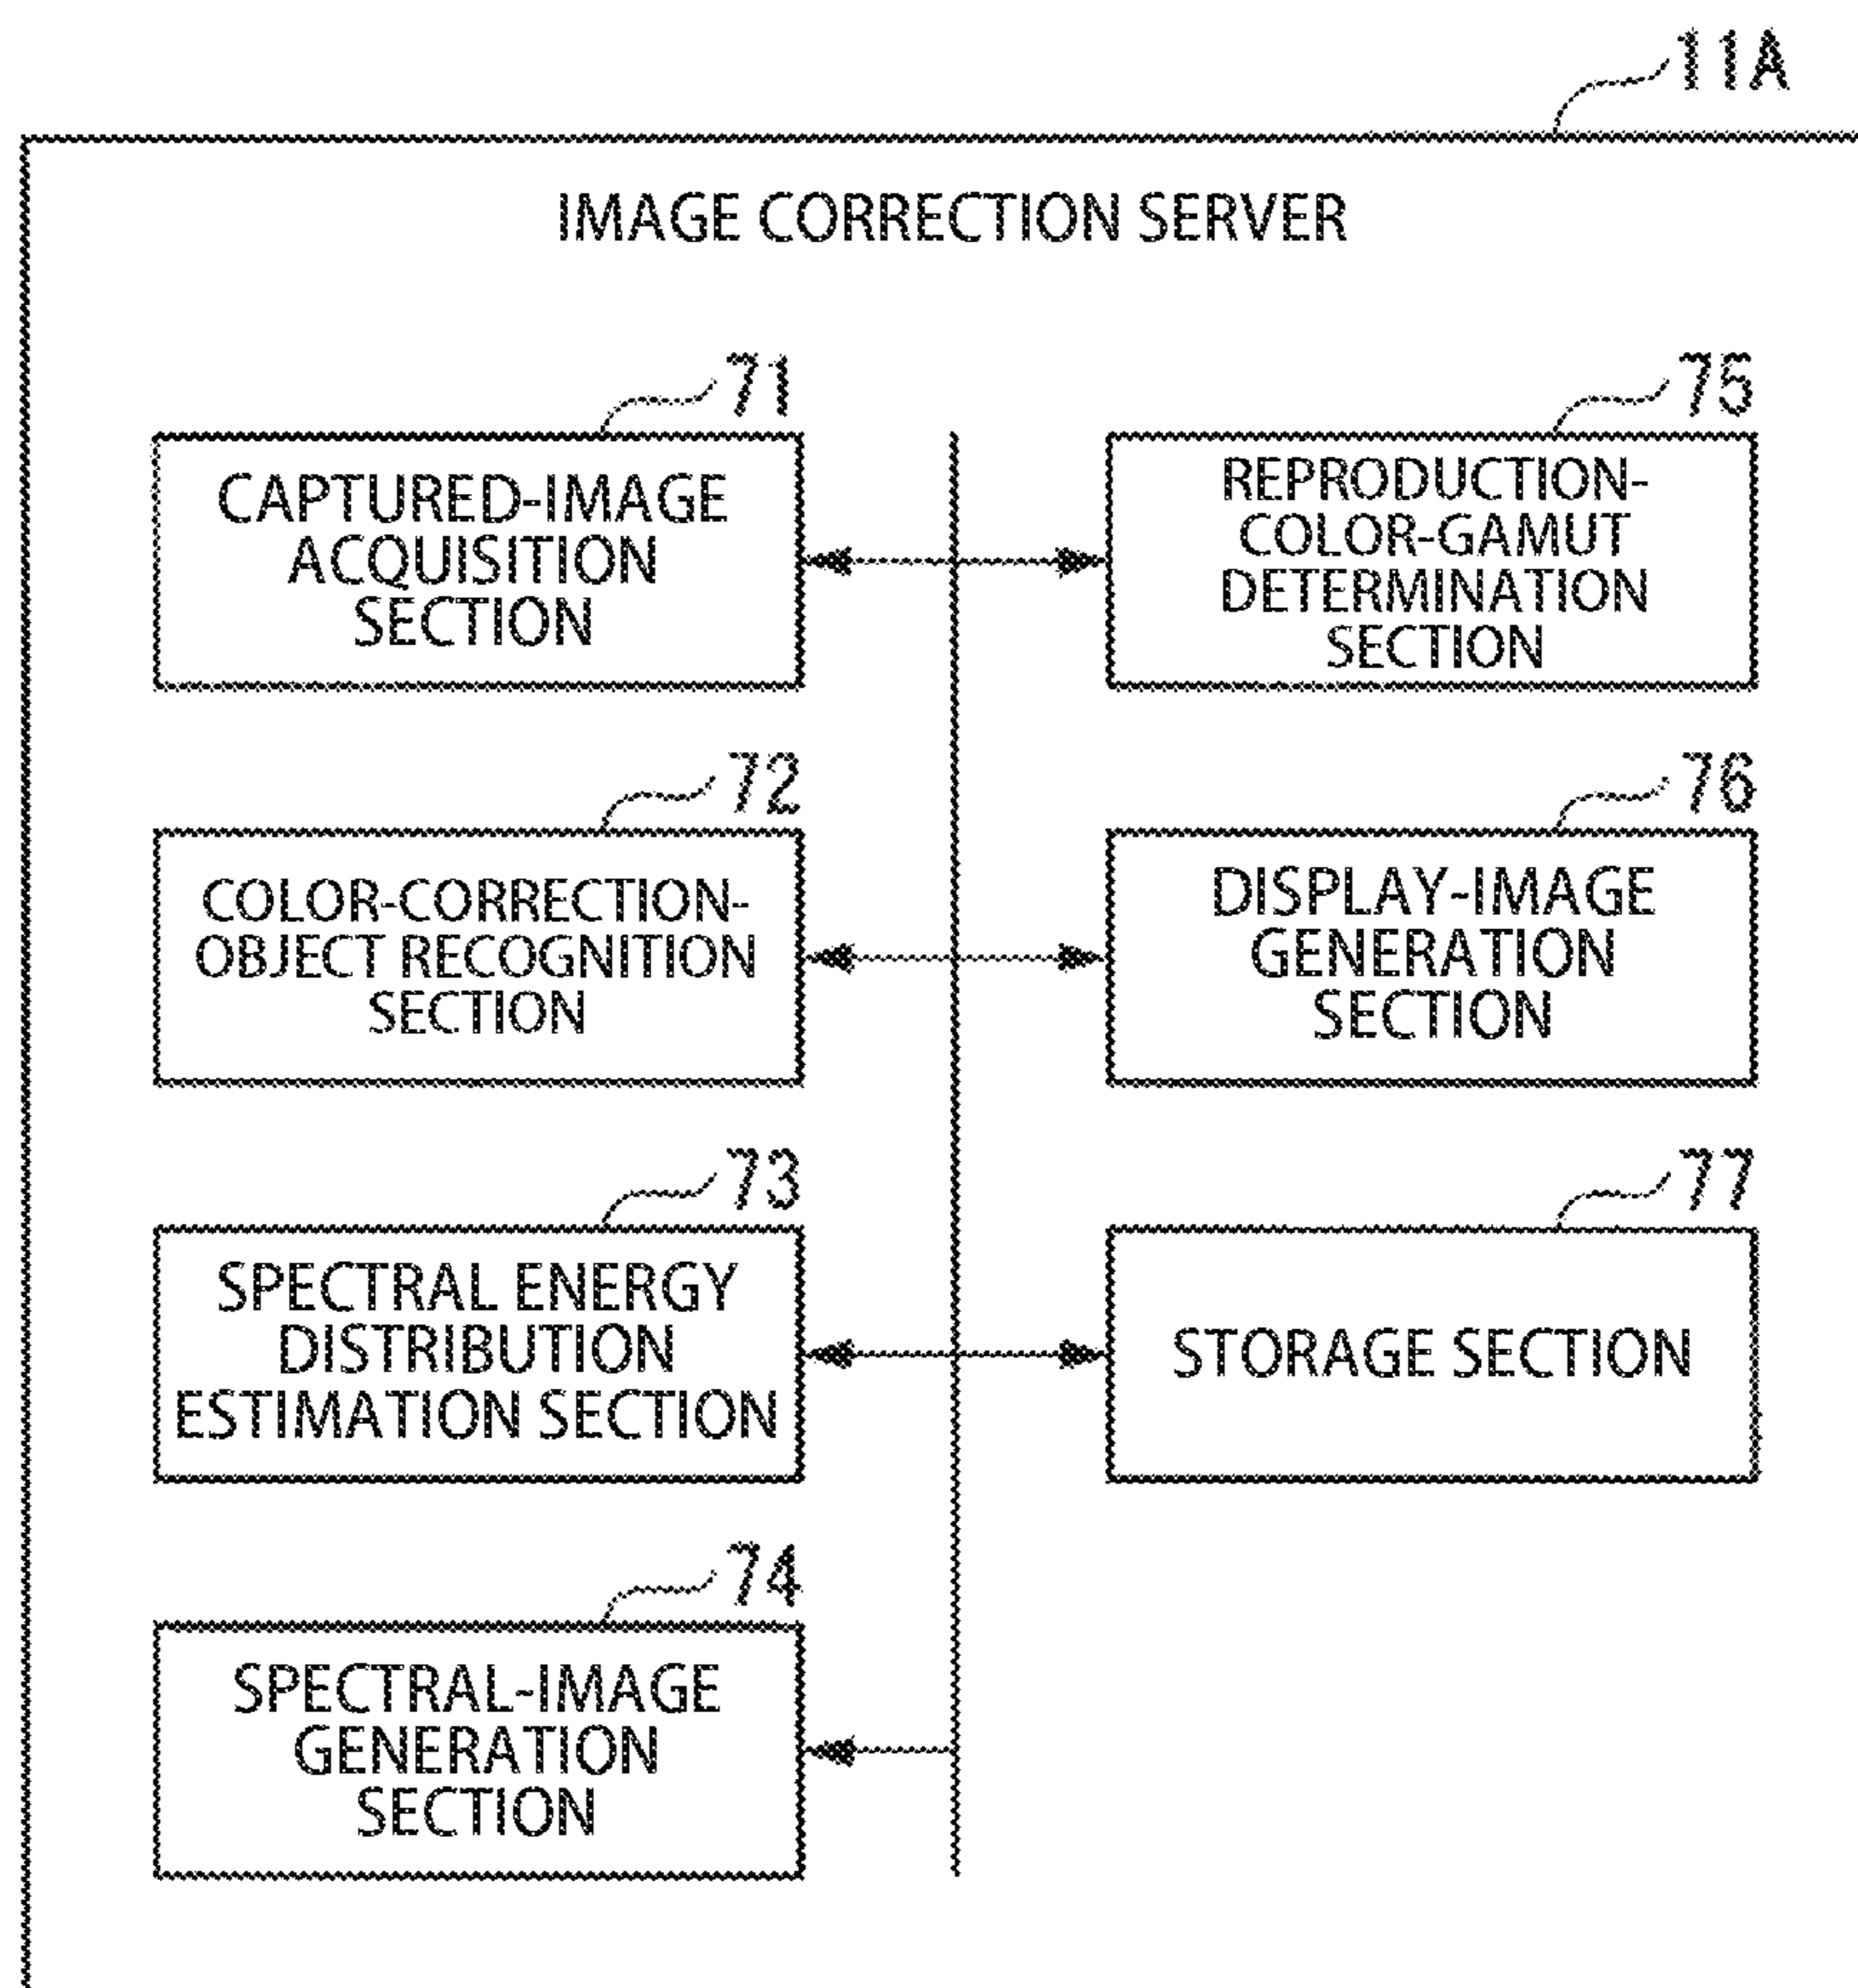 11A
IMAGE CORRECTION SERVER
71
CAPTURED-IMAGE
ACQUISITION
SECTION
75
REPRODUCTION-
COLOR-GAMUT
DETERMINATION
SECTION
72
COLOR-CORRECTION-
OBJECT RECOGNITION
SECTION
76
DISPLAY-IMAGE
GENERATION
SECTION
73
SPECTRAL ENERGY
DISTRIBUTION
ESTIMATION SECTION
77
STORAGE SECTION
74
SPECTRAL-IMAGE
GENERATION
SECTION